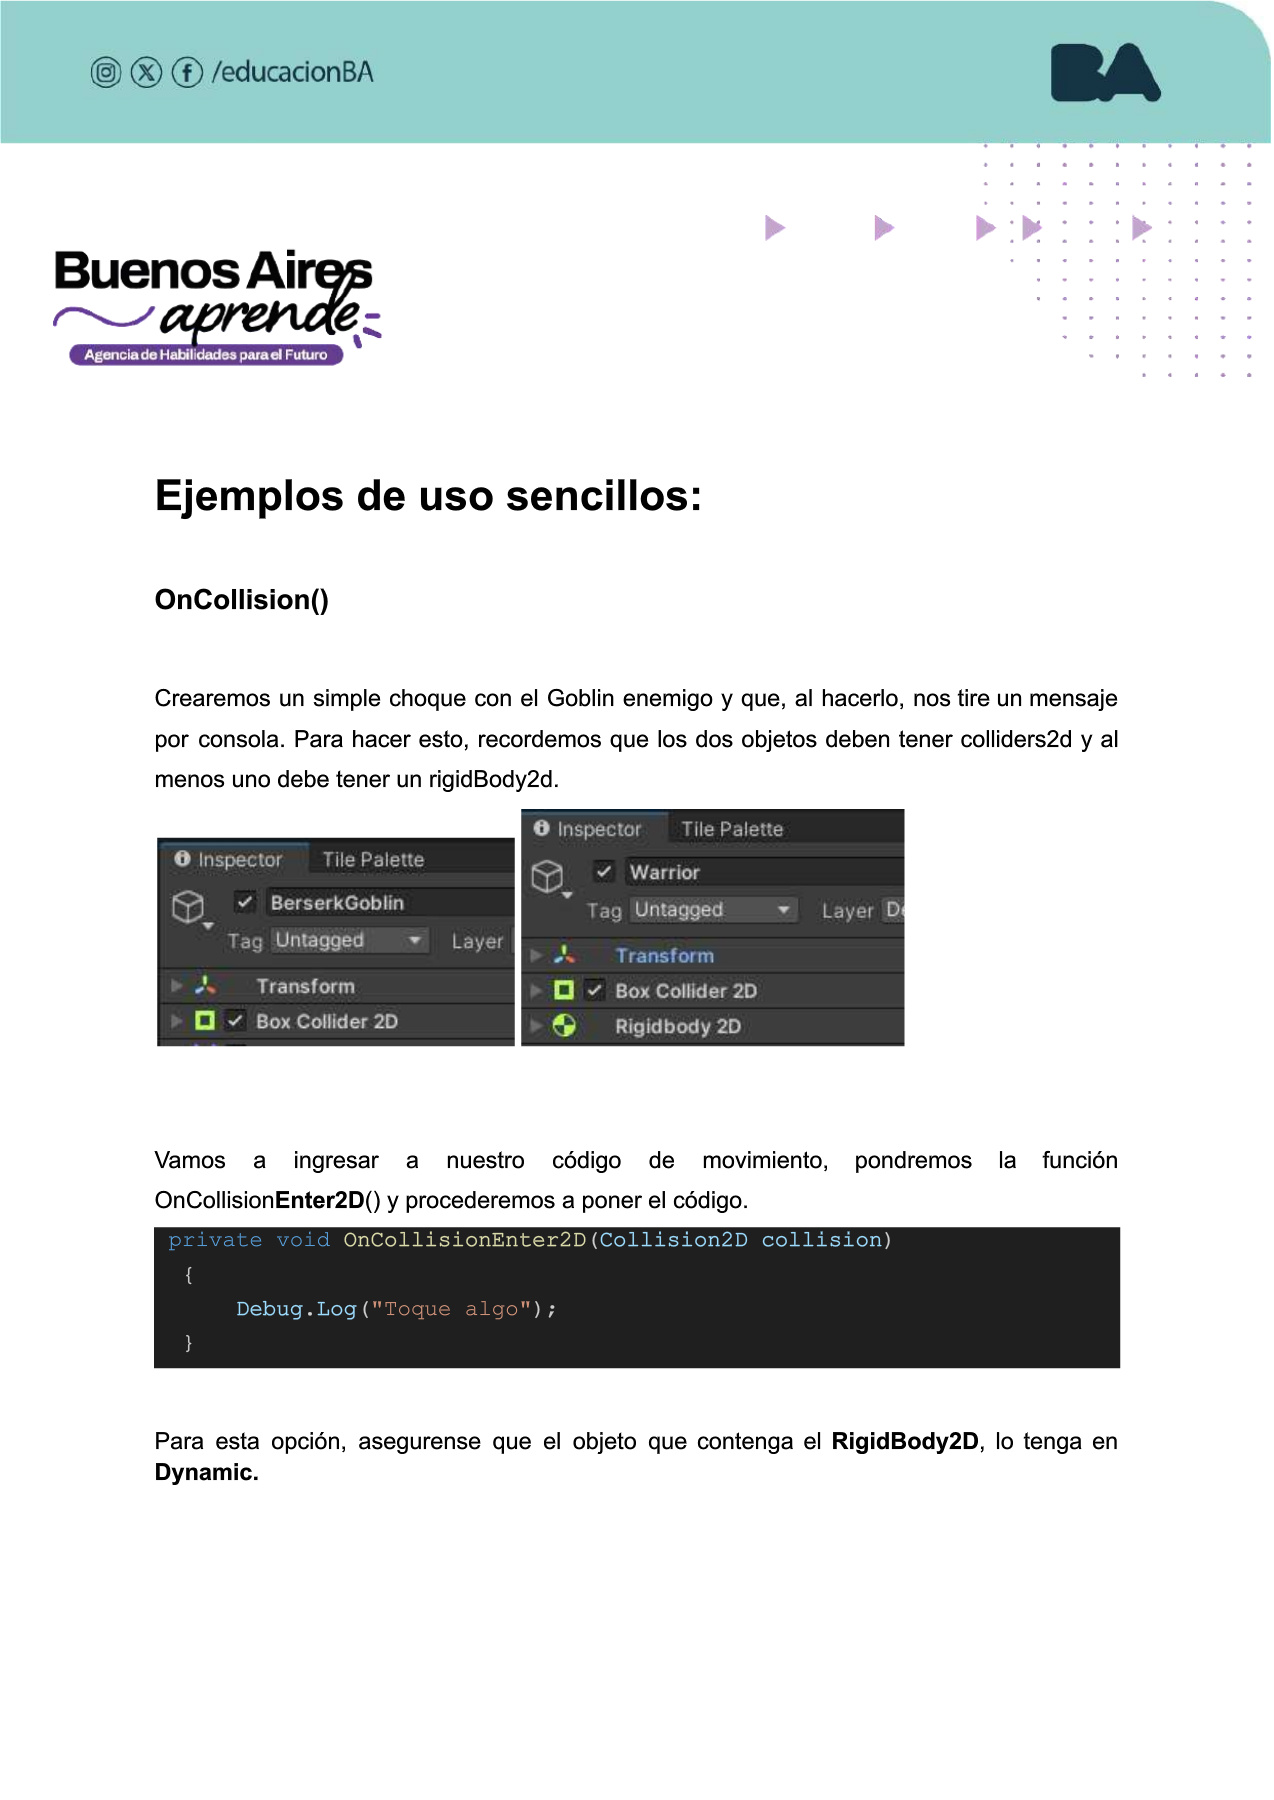 /educacionBA
BA
Buenos Aires
aprende
Agencia de Habilidades para el Futuro
Ejemplos de uso sencillos:
OnCollision()
Crearemos un simple choque con el Goblin enemigo y que, al hacerlo, nos tire un mensaje
por consola. Para hacer esto, recordemos que los dos objetos deben tener colliders2d y al
menos uno debe tener un rigidBody2d.
Inspector Tile Palette
BerserkGoblin
Tag Untagged Layer
Transform
Box Collider 2D
Inspector Tile Palette
Warrior
Tag Untagged Layer De
Transform
Box Collider 2D
Rigidbody 2D
Vamos a ingresar a nuestro código de movimiento, pondremos la función
OnCollisionEnter2D() y procederemos a poner el código.
private void OnCollisionEnter2D(Collision2D collision)
{
Debug.Log("Toque algo");
}
Para esta opción, asegurense que el objeto que contenga el RigidBody2D, lo tenga en
Dynamic.